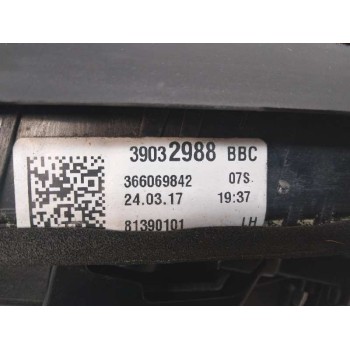 39032988 BBC
366069842 07S.
24.03.17 19:37
81390101 LH